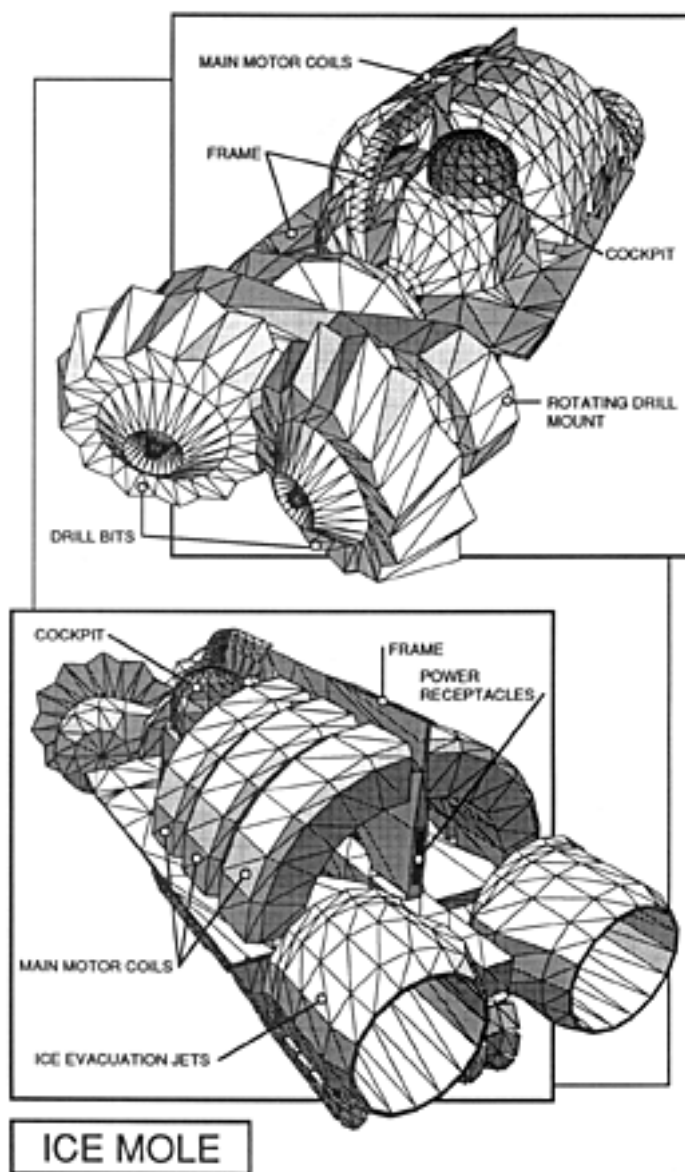 MAIN MOTOR COILS
FRAME
COCKPIT
ROTATING DRILL
MOUNT
DRILL BITS
COCKPIT
FRAME
POWER
RECEPTACLES
MAIN MOTOR COILS
ICE EVACUATION JETS
ICE MOLE